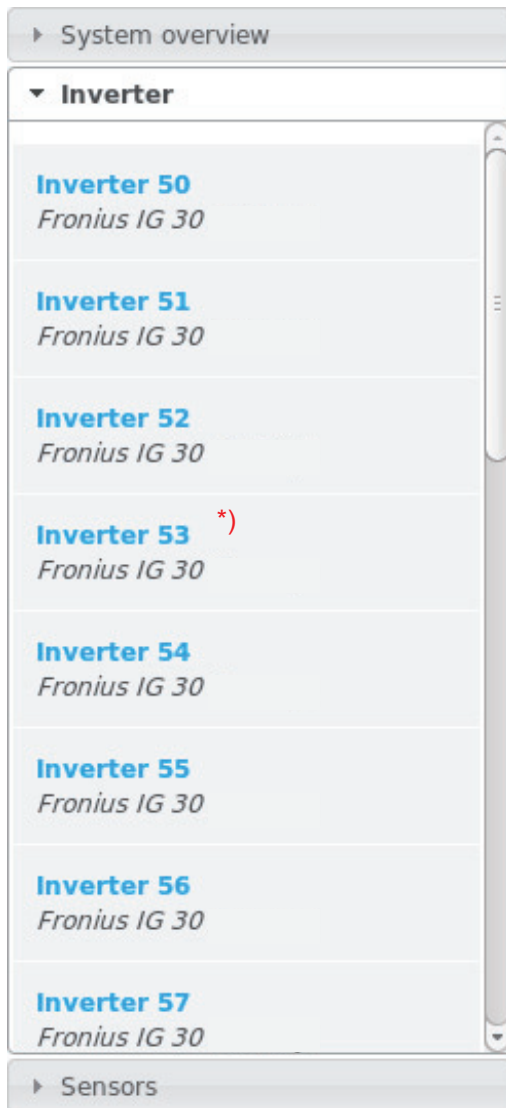 System overview
Inverter
Inverter 50
Fronius IG 30
Inverter 51
Fronius IG 30
Inverter 52
Fronius IG 30
Inverter 53 *)
Fronius IG 30
Inverter 54
Fronius IG 30
Inverter 55
Fronius IG 30
Inverter 56
Fronius IG 30
Inverter 57
Fronius IG 30
Sensors